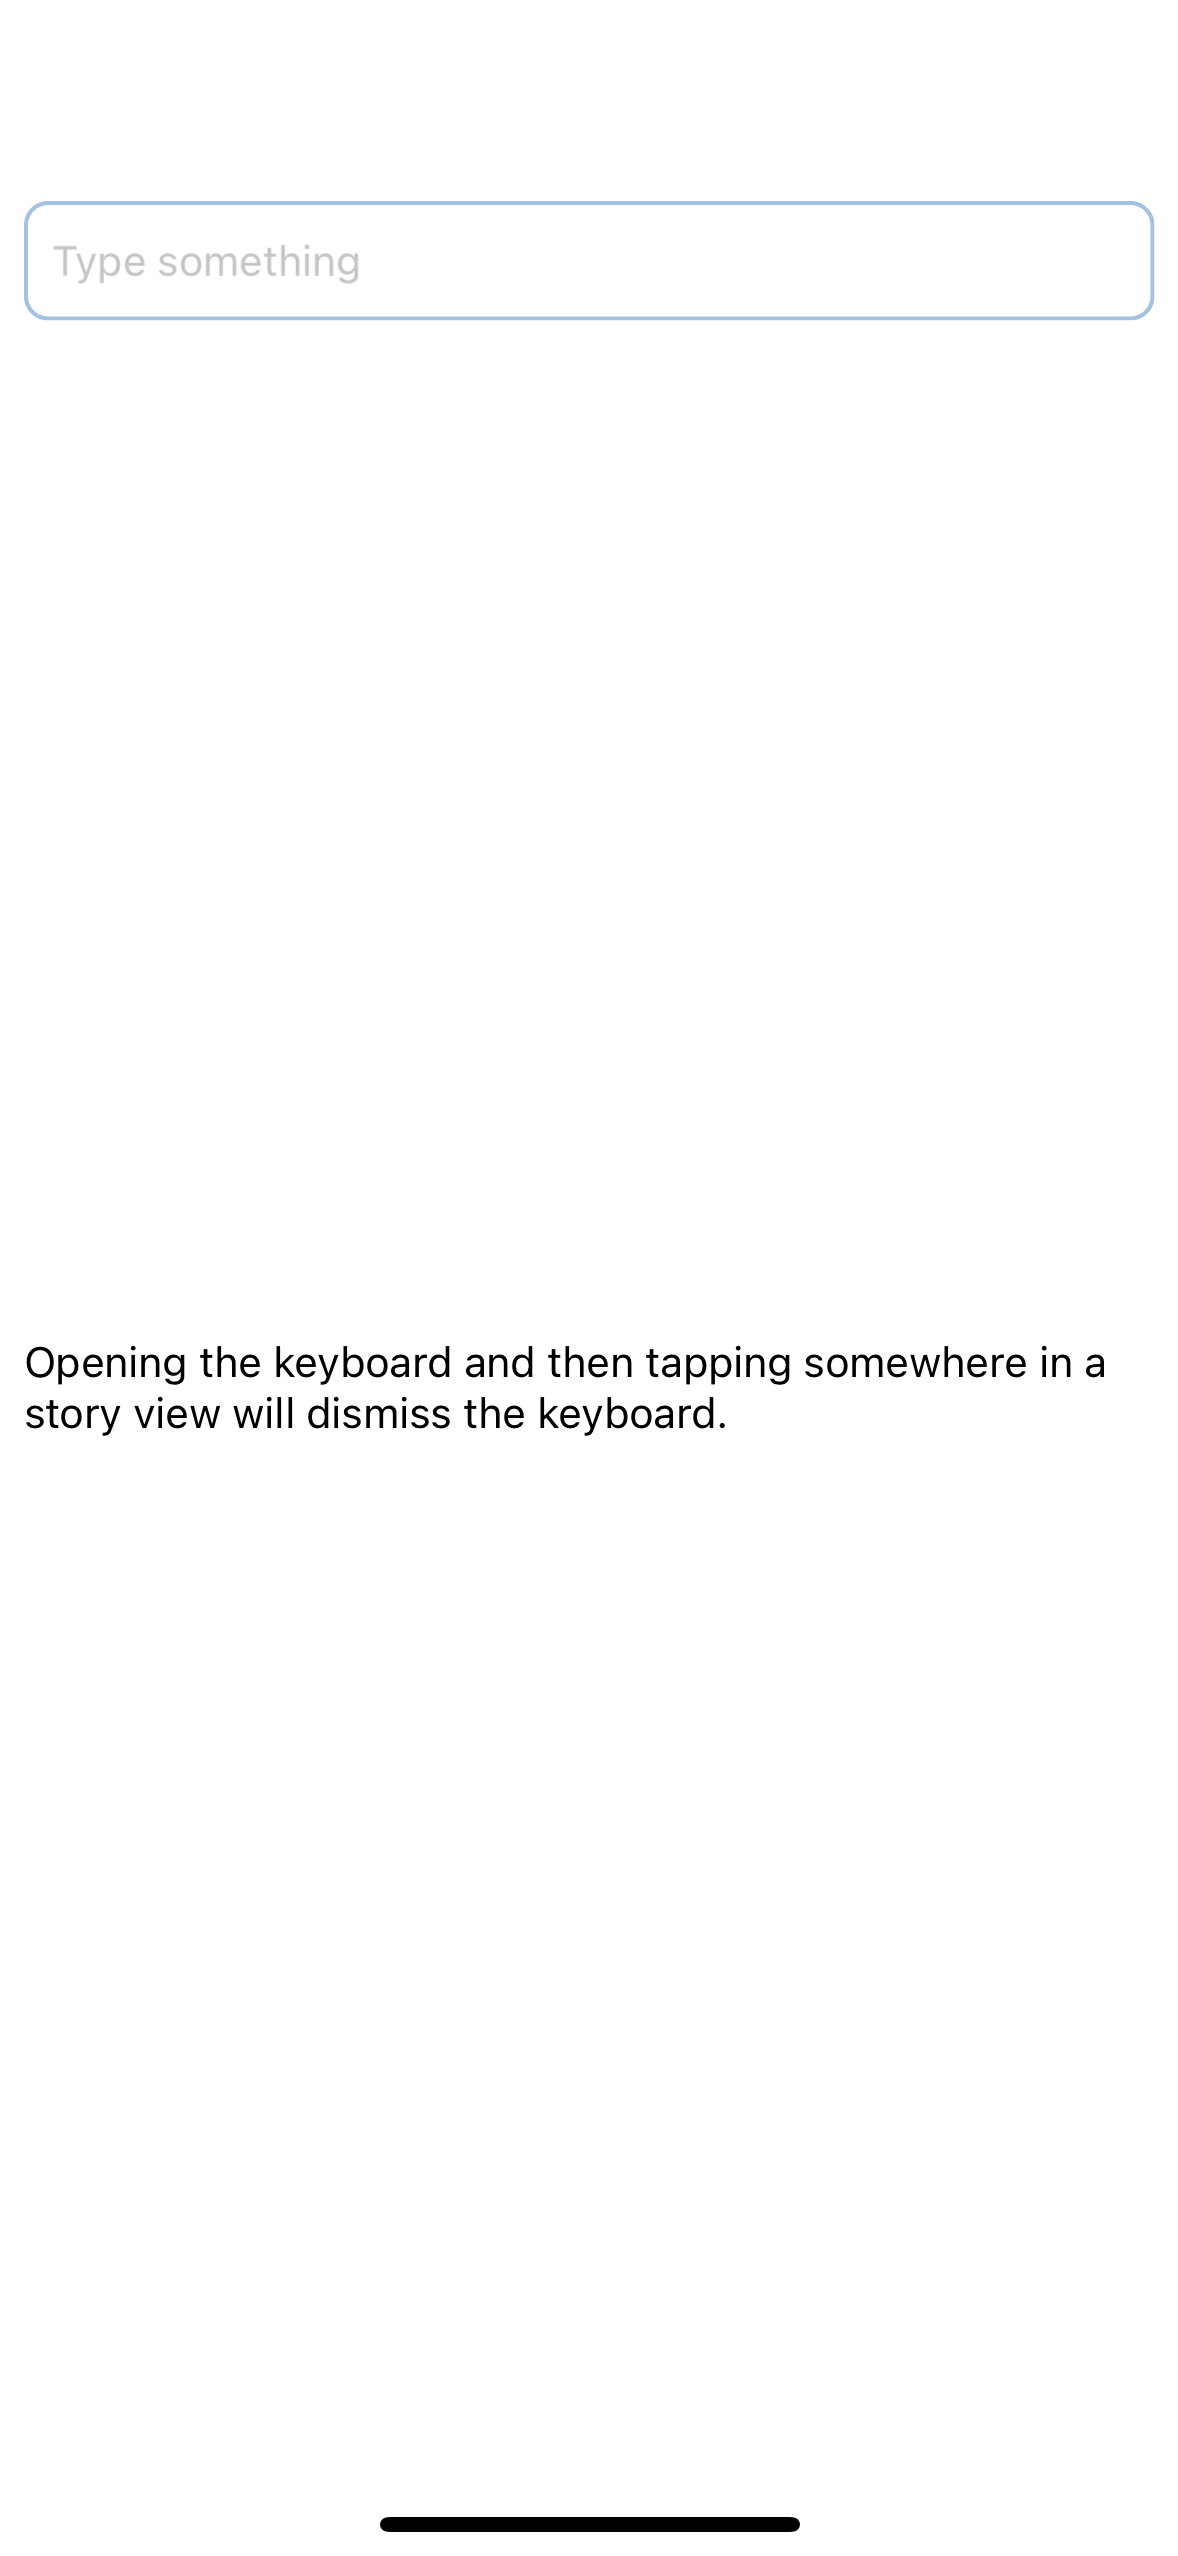 Type something
Opening the keyboard and then tapping somewhere in a
story view will dismiss the keyboard.